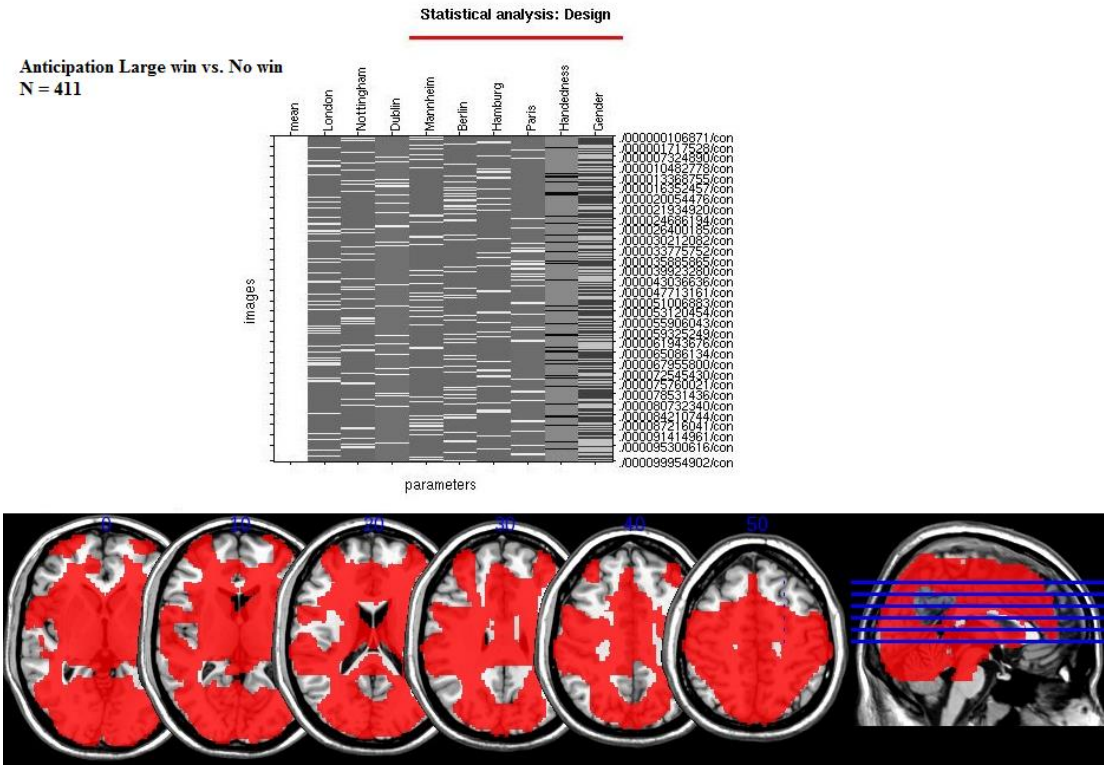 Statistical analysis: Design
Anticipation Large win vs. No win
N = 411
mean
London
Nottingham
Dublin
Mannheim
Berlin
Hamburg
Paris
Handedness
Gender
images
./000000106871/con
./000001717528/con
./000007324890/con
./000010482778/con
./000013368755/con
./000016352457/con
./000020054476/con
./000021934920/con
./000024686194/con
./000026400185/con
./000030212082/con
./000033775752/con
./000035885865/con
./000039923280/con
./000043036636/con
./000047713161/con
./000051006883/con
./000053120454/con
./000055906043/con
./000059325249/con
./000061943676/con
./000065086134/con
./000067955800/con
./000072545430/con
./000075760021/con
./000078531436/con
./000080732340/con
./000084210744/con
./000087216041/con
./000091414961/con
./000095300616/con
./000099954902/con
parameters
0
10
20
30
40
50